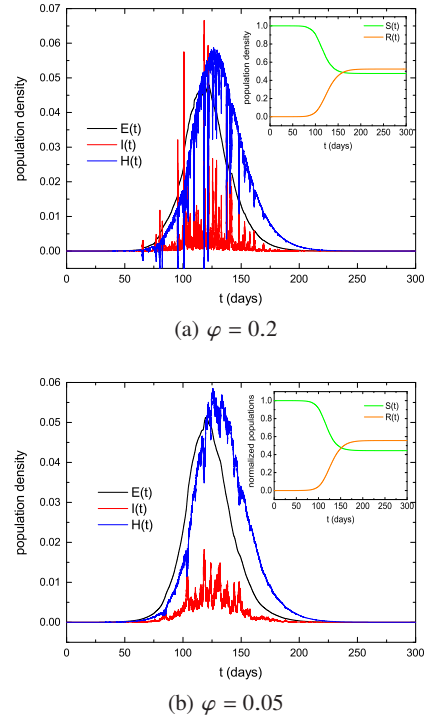 0.07
0.06
0.05
0.04
0.03
0.02
0.01
0.00
population density
E(t)
I(t)
H(t)
0 50 100 150 200 250 300
t (days)
1.0
0.8
0.6
0.4
0.2
0.0
population density
S(t)
R(t)
0 50 100 150 200 250 300
t (days)
(a) φ = 0.2
0.06
0.05
0.04
0.03
0.02
0.01
0.00
population density
E(t)
I(t)
H(t)
0 50 100 150 200 250 300
t (days)
1.0
0.8
0.6
0.4
0.2
0.0
normalized populations
S(t)
R(t)
0 50 100 150 200 250 300
t (days)
(b) φ = 0.05